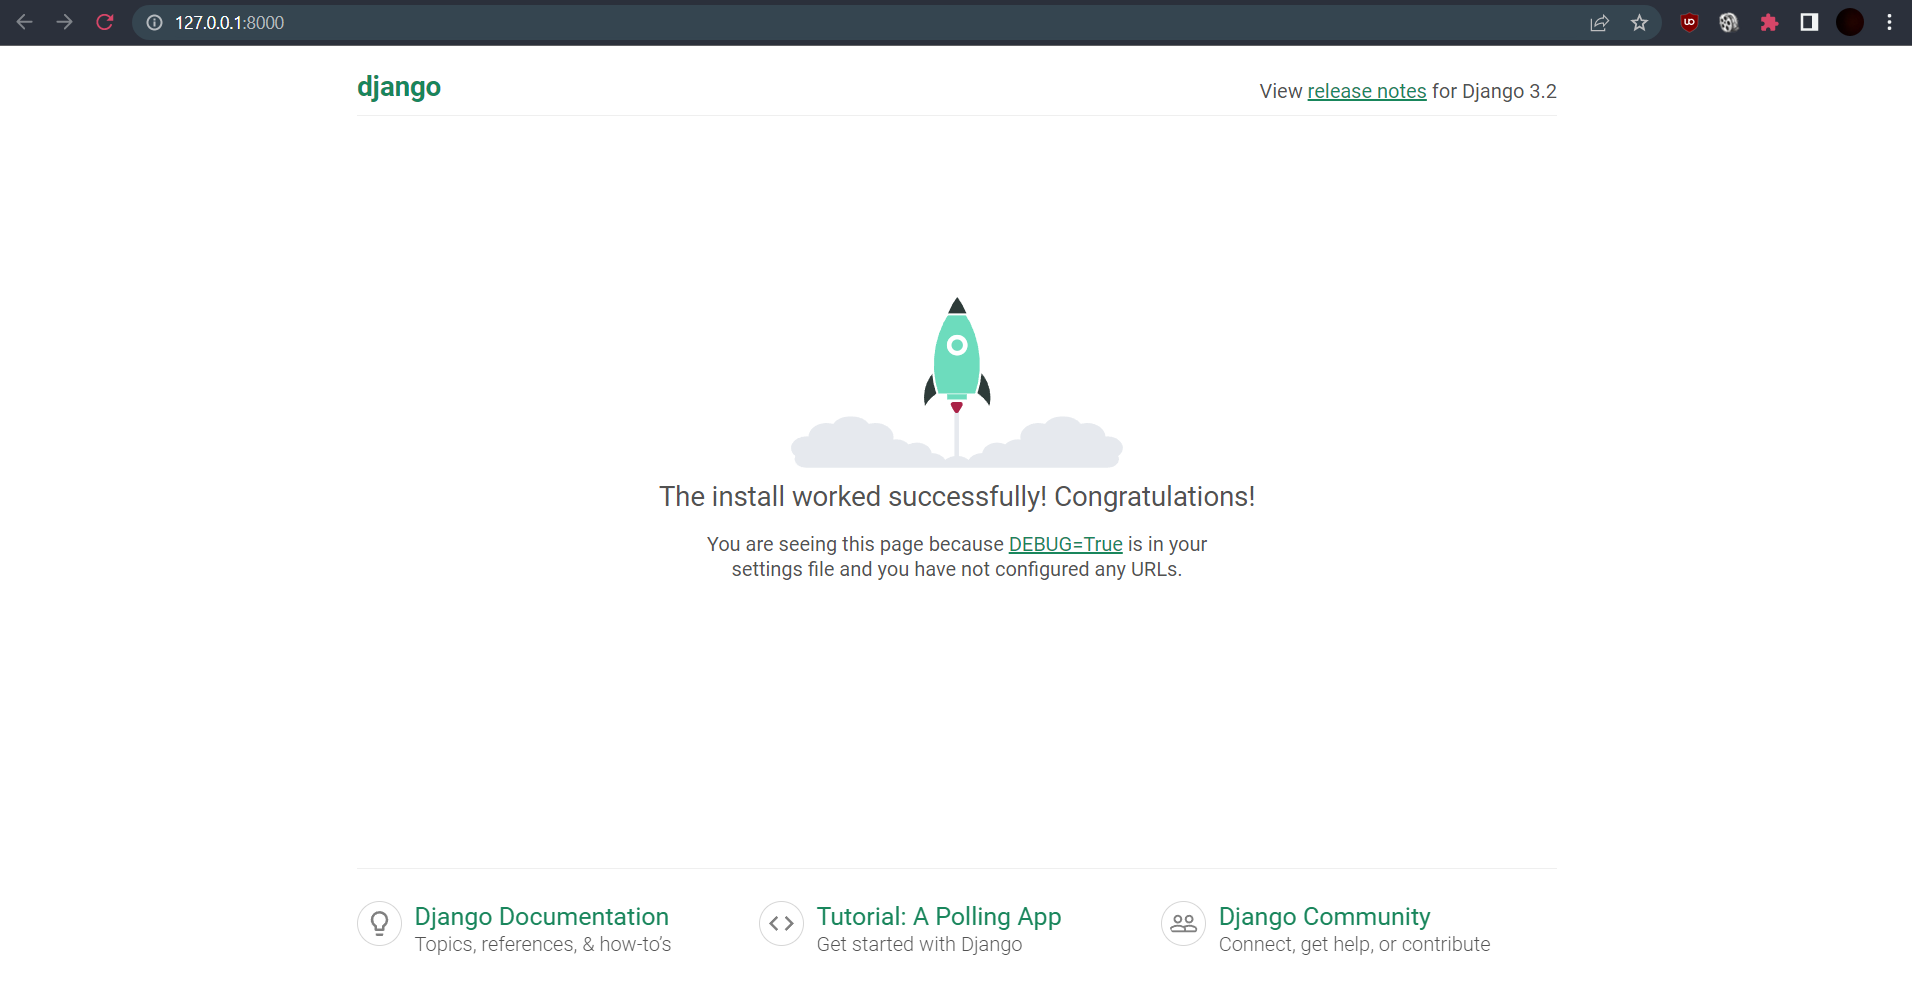 127.0.0.1:8000
django
View release notes for Django 3.2
The install worked successfully! Congratulations!
You are seeing this page because DEBUG=True is in your
settings file and you have not configured any URLs.
Django Documentation
Topics, references, & how-to’s
Tutorial: A Polling App
Get started with Django
Django Community
Connect, get help, or contribute